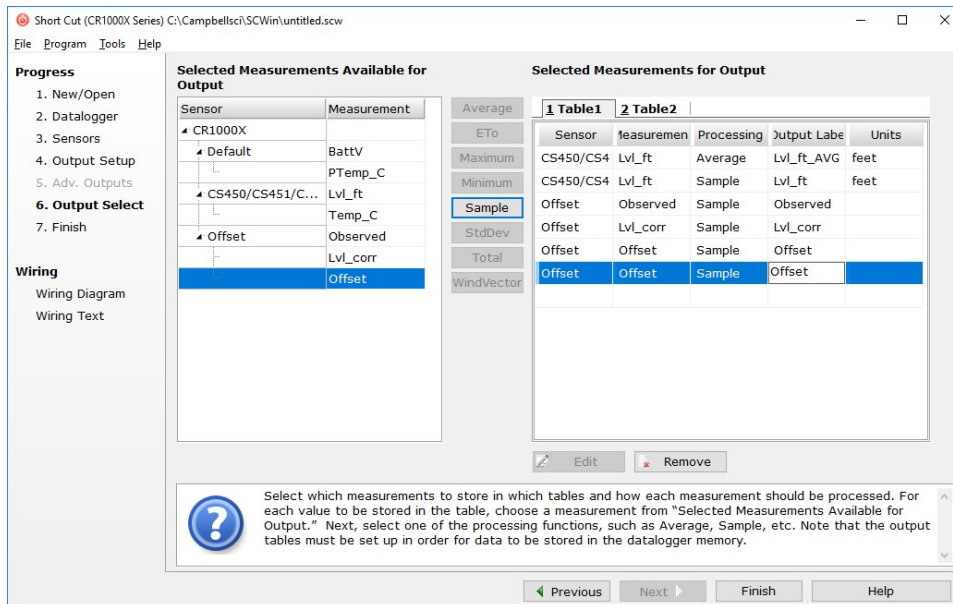 Short Cut (CR1000X Series) C:\Campbellsci\SCWin\untitled.scw
File Program Tools Help
Progress
1. New/Open
2. Datalogger
3. Sensors
4. Output Setup
5. Adv. Outputs
6. Output Select
7. Finish
Wiring
Wiring Diagram
Wiring Text
Selected Measurements Available for
Output
Sensor Measurement
CR1000X
Default BattV
PTemp_C
CS450/CS451/C... Lvl_ft
Temp_C
Offset Observed
Lvl_corr
Offset
Average
ETo
Maximum
Minimum
Sample
StdDev
Total
WindVector
Selected Measurements for Output
1 Table1 2 Table2
Sensor Measuremen Processing Output Labe Units
CS450/CS4 Lvl_ft Average Lvl_ft_AVG feet
CS450/CS4 Lvl_ft Sample Lvl_ft feet
Offset Observed Sample Observed
Offset Lvl_corr Sample Lvl_corr
Offset Offset Sample Offset
Offset Offset Sample Offset
Edit Remove
Select which measurements to store in which tables and how each measurement should be processed. For
each value to be stored in the table, choose a measurement from “Selected Measurements Available for
Output.” Next, select one of the processing functions, such as Average, Sample, etc. Note that the output
tables must be set up in order for data to be stored in the datalogger memory.
Previous Next Finish Help